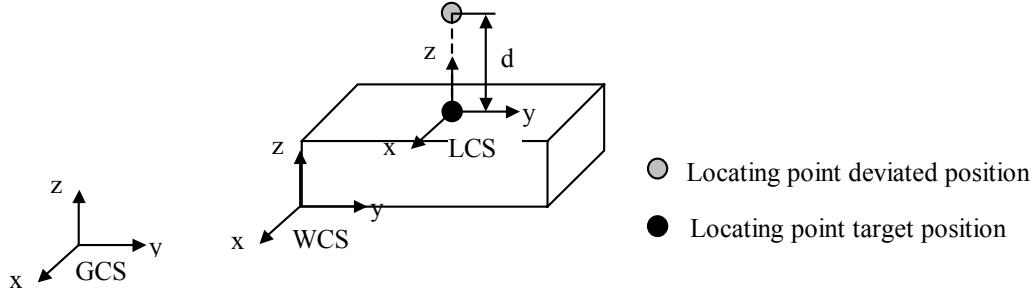 z
d
y
x
LCS
z
y
x
WCS
z
y
x
GCS
Locating point deviated position
Locating point target position